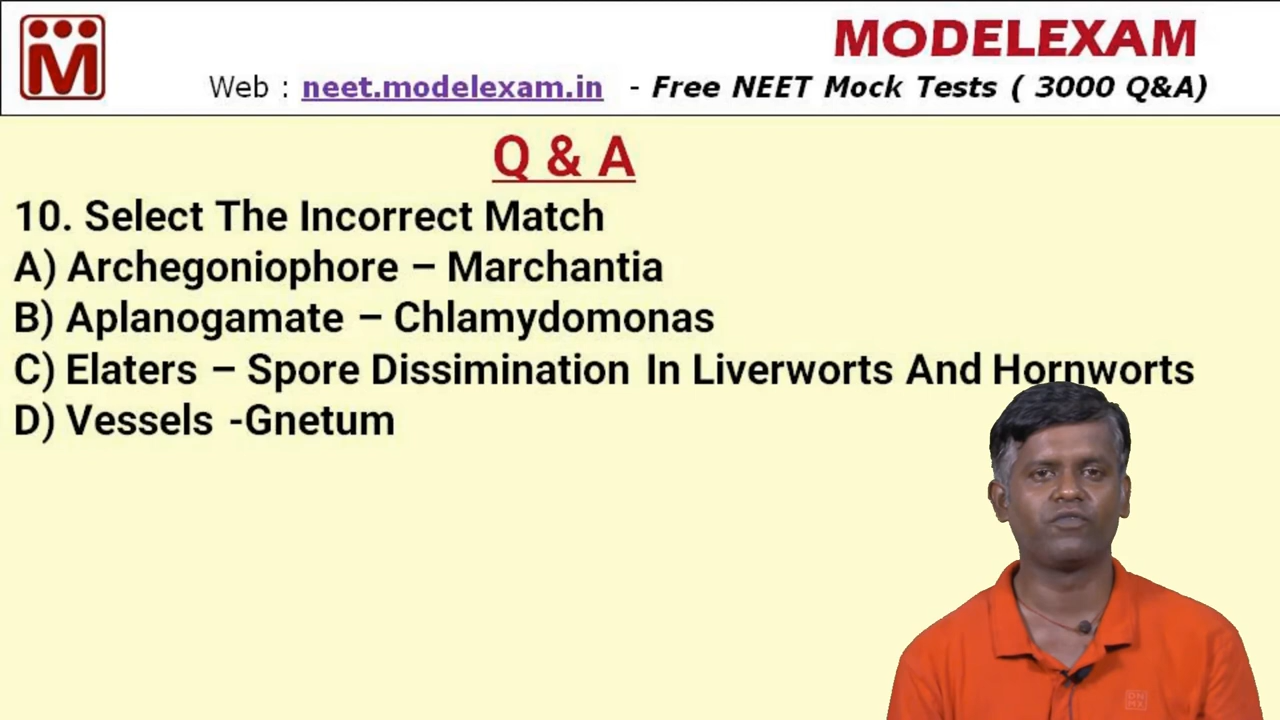 M
MODELEXAM
Web : neet.modelexam.in - Free NEET Mock Tests ( 3000 Q&A)
Q & A
10. Select The Incorrect Match
A) Archegoniophore – Marchantia
B) Aplanogamate – Chlamydomonas
C) Elaters – Spore Dissimination In Liverworts And Hornworts
D) Vessels -Gnetum